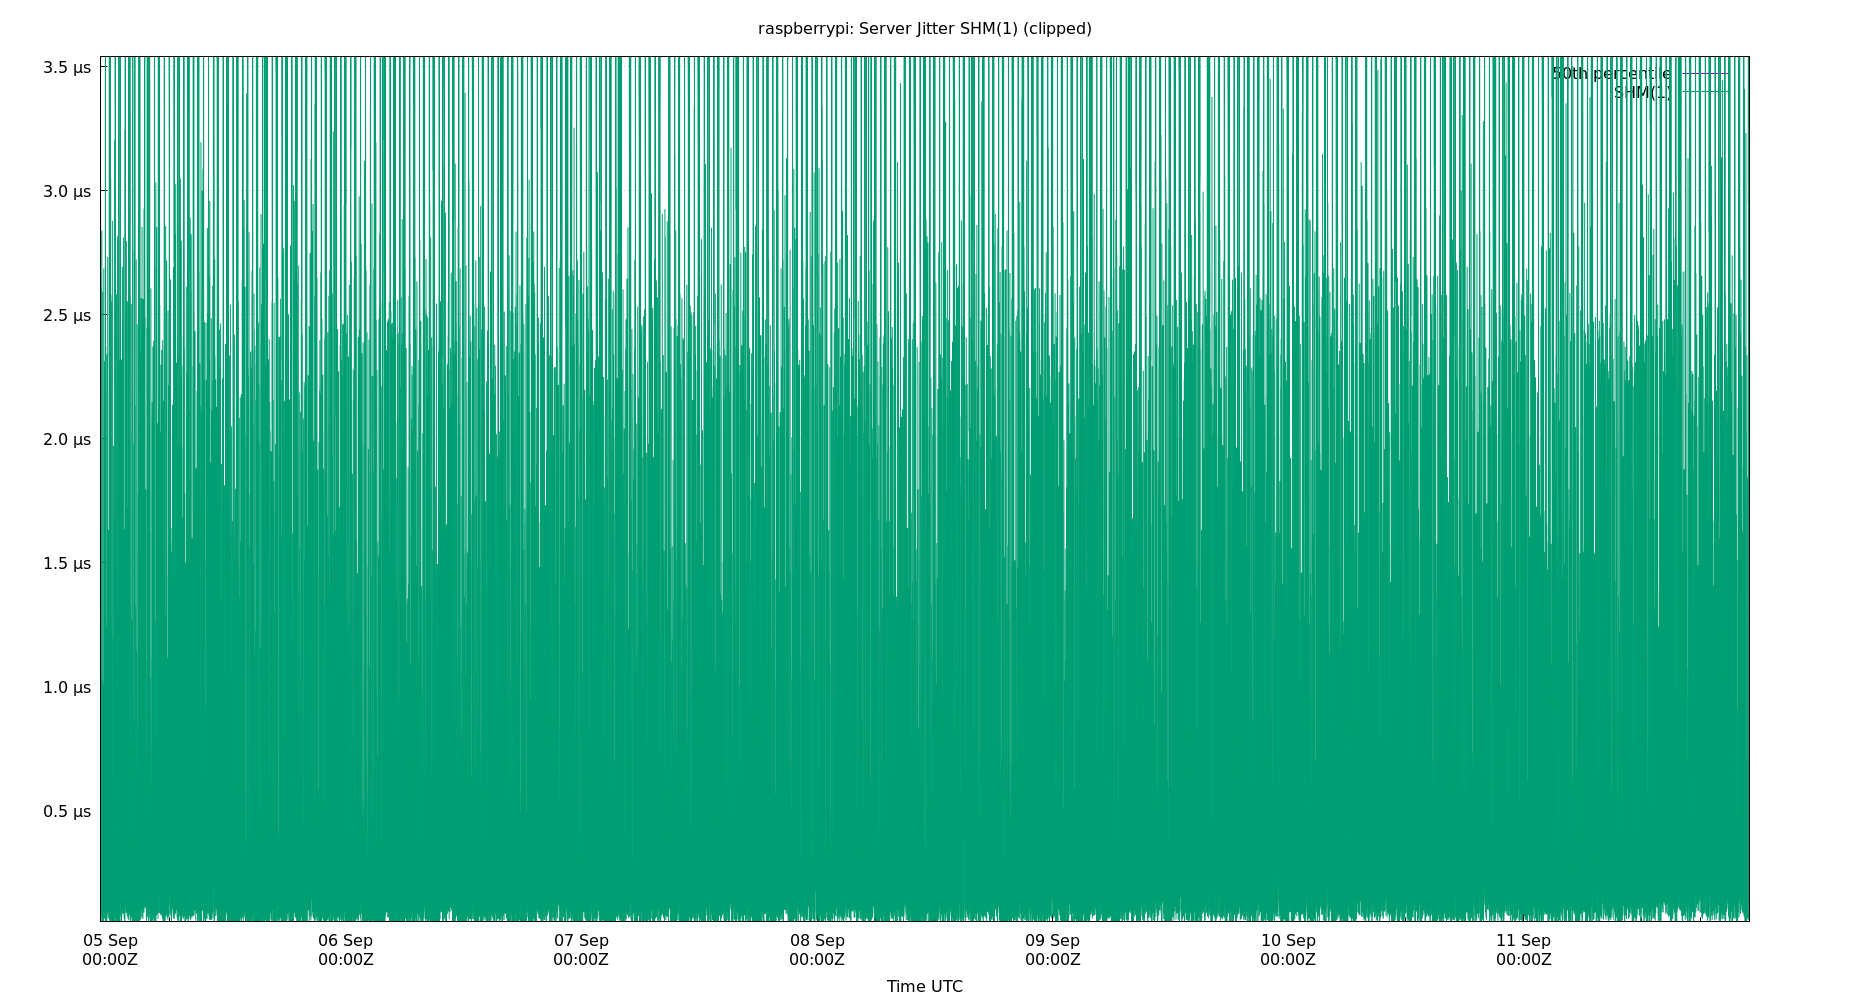 raspberrypi: Server Jitter SHM(1) (clipped)
3.5 µs
50th percentile
SHM(1)
3.0 µs
2.5 µs
2.0 µs
1.5 µs
1.0 µs
0.5 µs
05 Sep 06 Sep 07 Sep 08 Sep 09 Sep 10 Sep 11 Sep
00:00Z 00:00Z 00:00Z 00:00Z 00:00Z 00:00Z 00:00Z
Time UTC